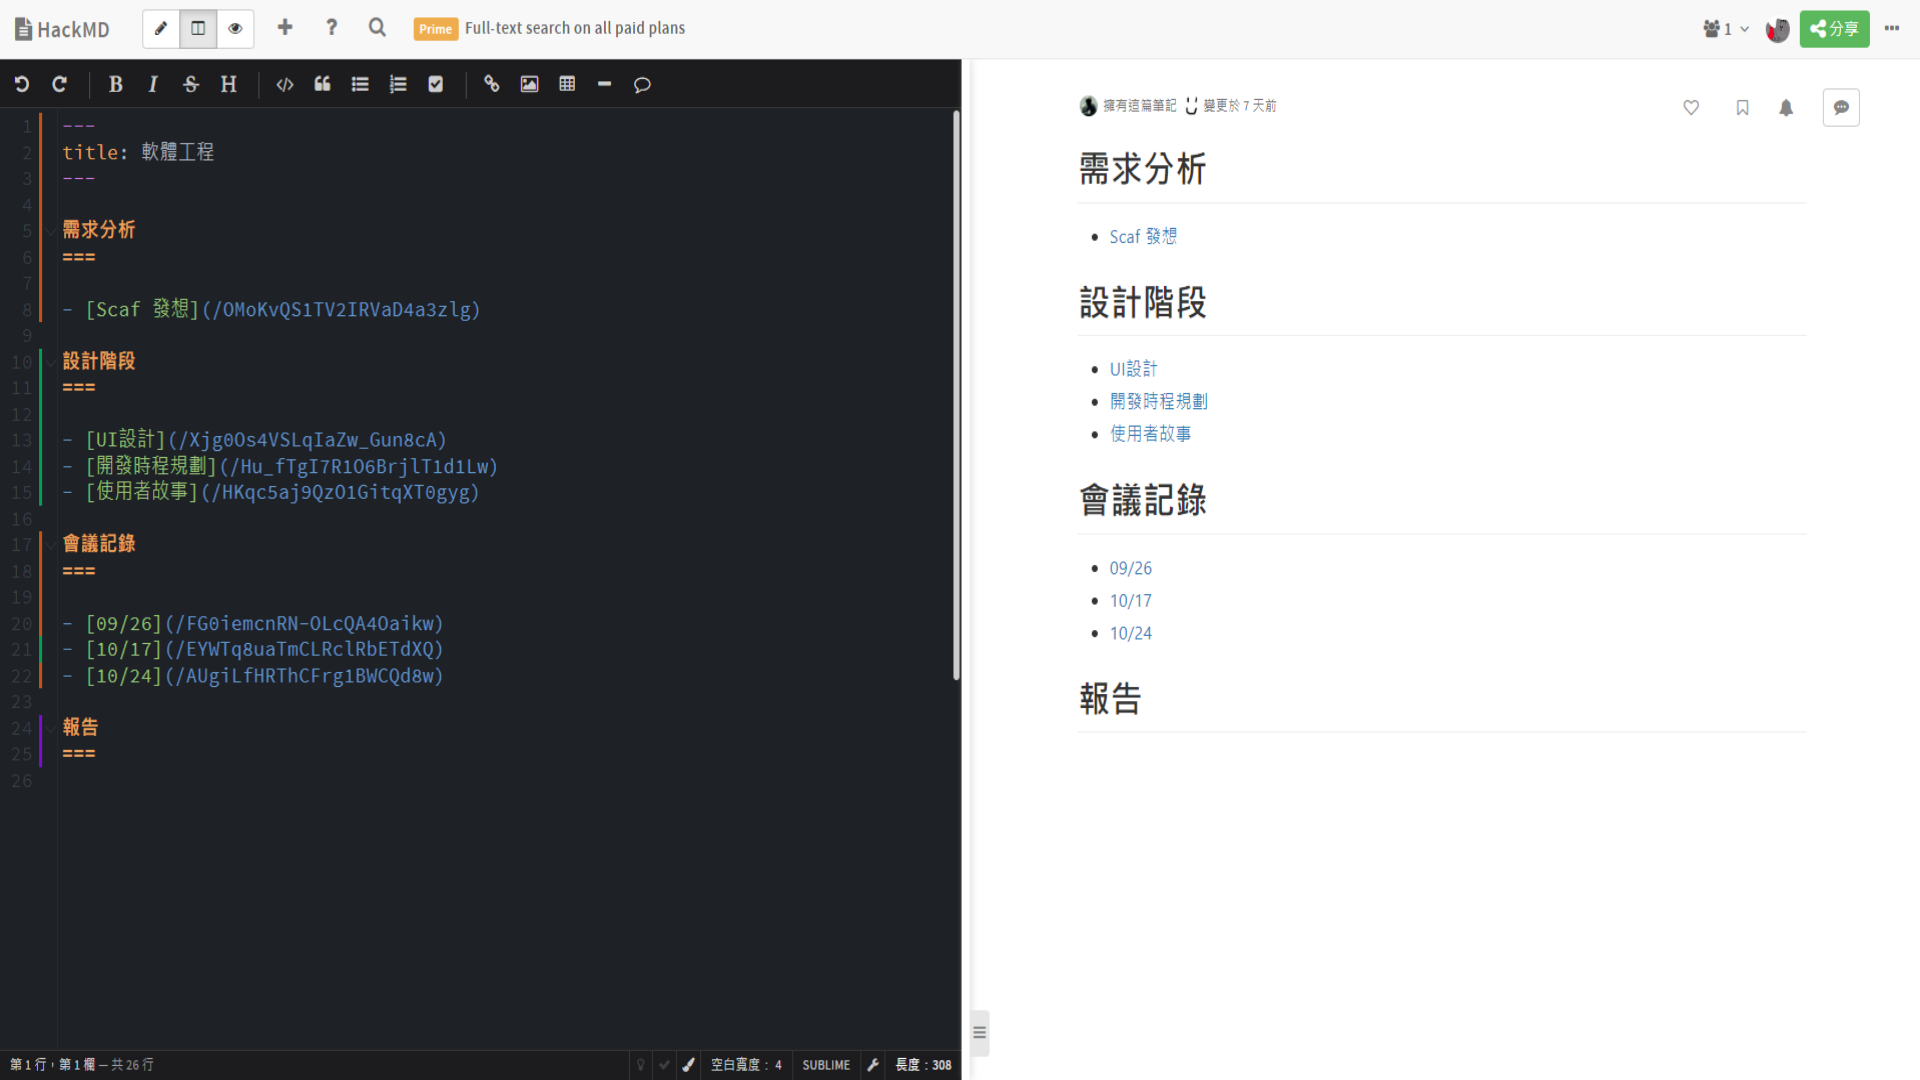 HackMD
Prime Full-text search on all paid plans
1
分享
擁有這篇筆記 變更於 7 天前
1 ---
2 title: 軟體工程
3 ---
4
5 需求分析
6 ===
7
8 - [Scaf 發想](/OMoKvQS1TV2IRVaD4a3zlg)
9
10 設計階段
11 ===
12
13 - [UI設計](/Xjg0Os4VSLqIaZw_Gun8cA)
14 - [開發時程規劃](/Hu_fTgI7R1O6BrjlT1d1Lw)
15 - [使用者故事](/HKqc5aj9QzO1GitqXT0gyg)
16
17 會議記錄
18 ===
19
20 - [09/26](/FG0iemcnRN-OLcQA4Oaikw)
21 - [10/17](/EYWTq8uaTmCLRclRbETdXQ)
22 - [10/24](/AUgiLfHRThCFrg1BWCQd8w)
23
24 報告
25 ===
26
第 1 行，第 1 欄 — 共 26 行
空白寬度： 4
SUBLIME
長度：308
需求分析
Scaf 發想
設計階段
UI設計
開發時程規劃
使用者故事
會議記錄
09/26
10/17
10/24
報告